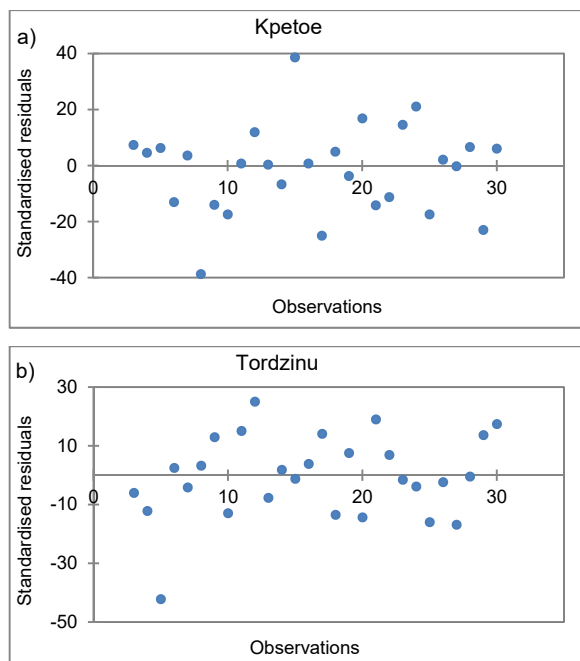 a)
Kpetoe
Standardised residuals
40
20
0
-20
-40
0
10
20
30
Observations
b)
Tordzinu
Standardised residuals
30
10
-10
-30
-50
0
10
20
30
Observations